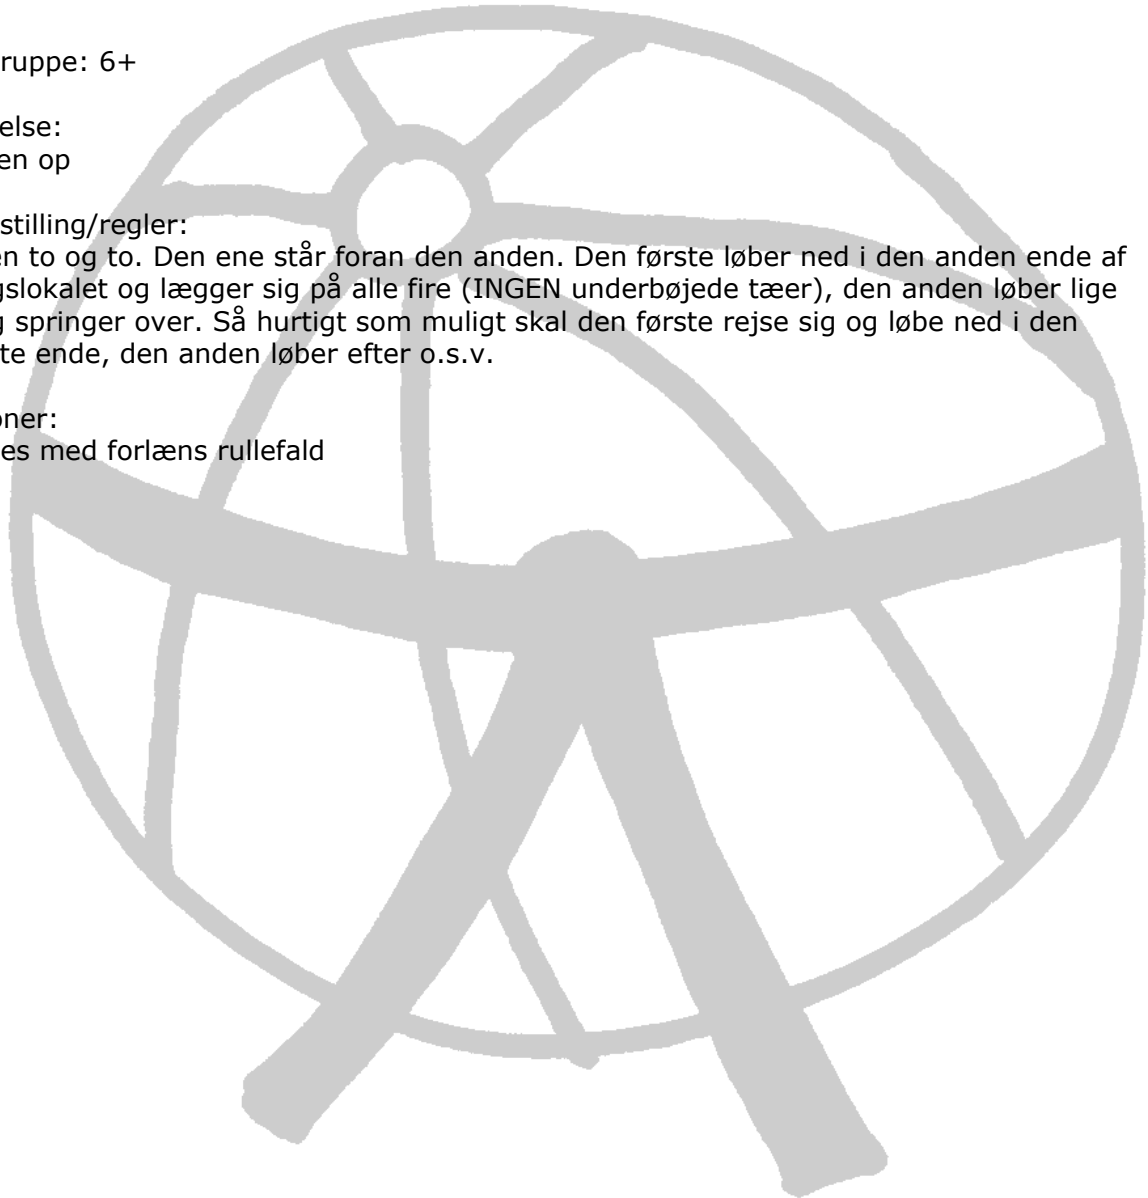 ruppe: 6+
else:
en op
stilling/regler:
en to og to. Den ene står foran den anden. Den første løber ned i den anden ende af
gslokalet og lægger sig på alle fire (INGEN underbøjede tæer), den anden løber lige
g springer over. Så hurtigt som muligt skal den første rejse sig og løbe ned i den
te ende, den anden løber efter o.s.v.
oner:
es med forlæns rullefald